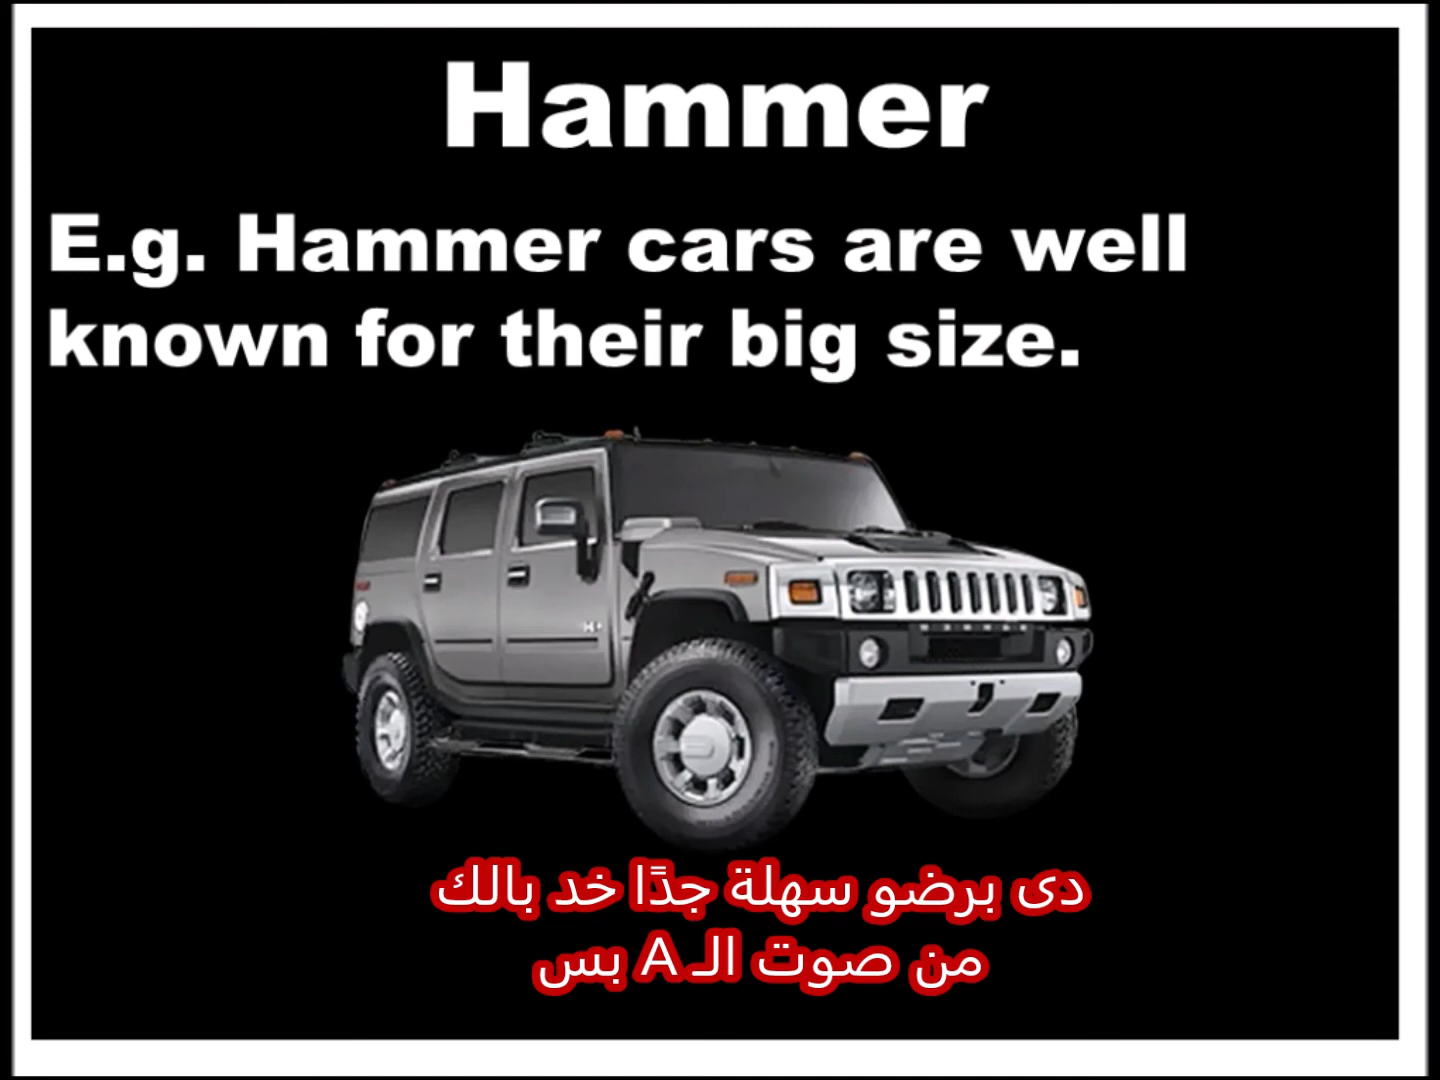 Hammer
E.g. Hammer cars are well
known for their big size.
دى برضو سهلة جدًا خد بالك
من صوت الـ A بس